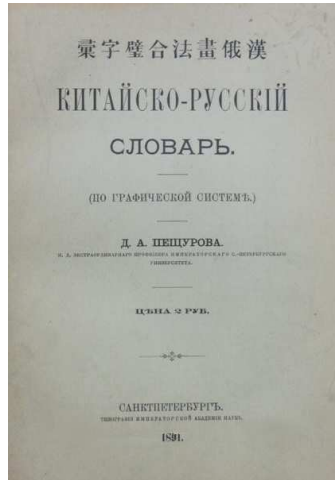 彙字璧合法畫俄漢
КИТАЙСКО-РУССКІЙ
СЛОВАРЬ.
(ПО ГРАФИЧЕСКОЙ СИСТЕМѢ.)
Д. А. ПЕЩУРОВА.
И. Д. ЭКСТРАОРДИНАРНАГО ПРОФЕССОРА ИМПЕРАТОРСКАГО С.-ПЕТЕРБУРГСКАГО
УНИВЕРСИТЕТА.
ЦѢНА 2 РУБ.
САНКТПЕТЕРБУРГЪ.
ТИПОГРАФІЯ ИМПЕРАТОРСКОЙ АКАДЕМІИ НАУКЪ.
1891.